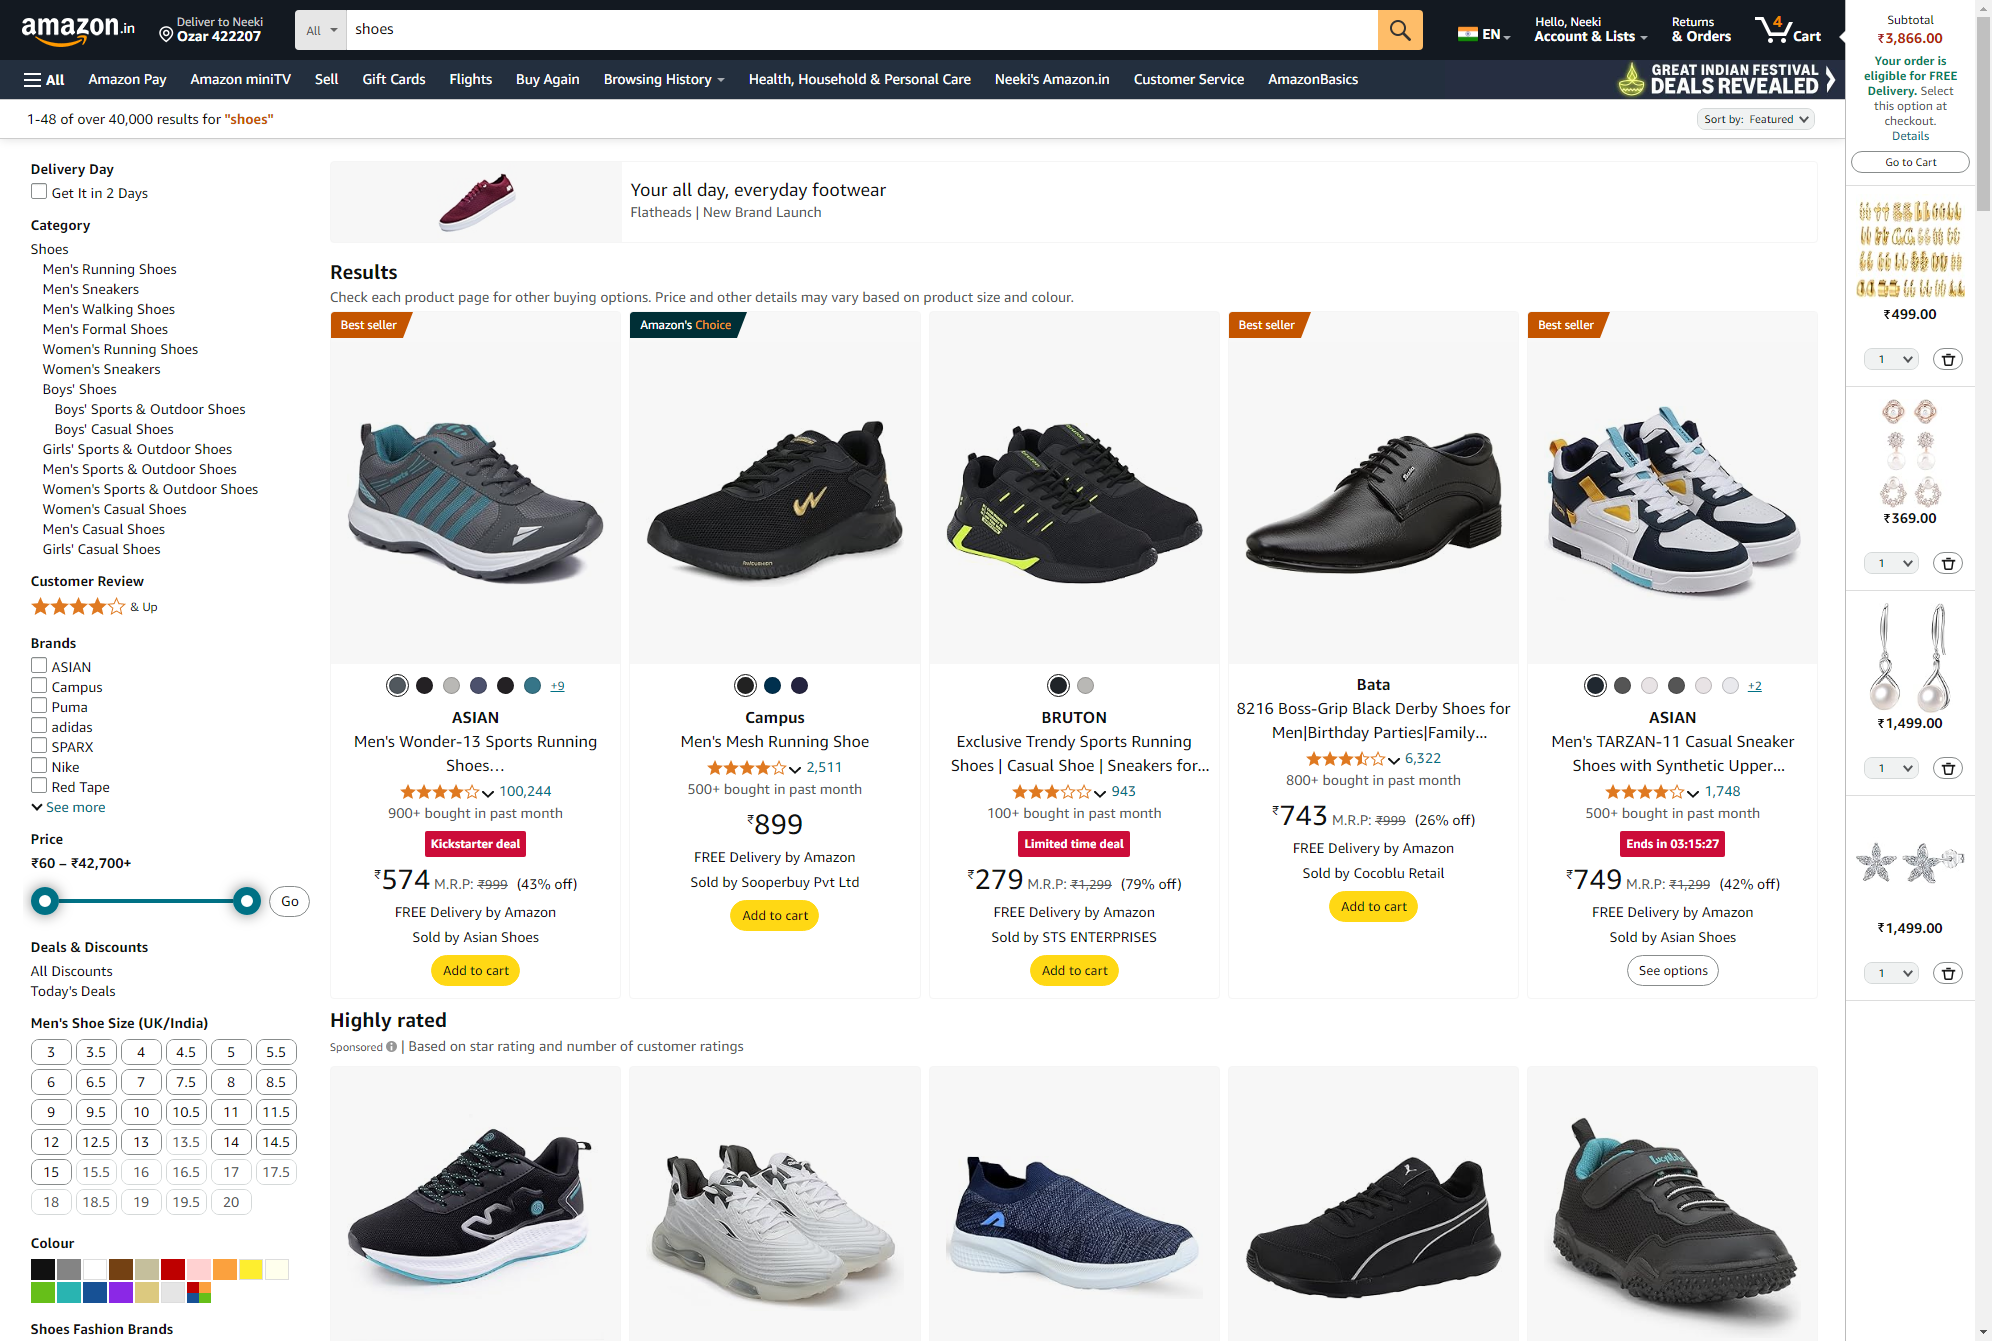 amazon.in
Deliver to Neeki
Ozar 422207
All
shoes
EN
Hello, Neeki
Account & Lists
Returns
& Orders
4
Cart
All
Amazon Pay
Amazon miniTV
Sell
Gift Cards
Flights
Buy Again
Browsing History
Health, Household & Personal Care
Neeki's Amazon.in
Customer Service
AmazonBasics
GREAT INDIAN FESTIVAL
DEALS REVEALED
1-48 of over 40,000 results for "shoes"
Sort by: Featured
Delivery Day
Get It in 2 Days
Category
Shoes
Men's Running Shoes
Men's Sneakers
Men's Walking Shoes
Men's Formal Shoes
Women's Running Shoes
Women's Sneakers
Boys' Shoes
Boys' Sports & Outdoor Shoes
Boys' Casual Shoes
Girls' Sports & Outdoor Shoes
Men's Sports & Outdoor Shoes
Women's Sports & Outdoor Shoes
Women's Casual Shoes
Men's Casual Shoes
Girls' Casual Shoes
Customer Review
& Up
Brands
ASIAN
Campus
Puma
adidas
SPARX
Nike
Red Tape
See more
Price
₹60 – ₹42,700+
Go
Deals & Discounts
All Discounts
Today's Deals
Men's Shoe Size (UK/India)
3 3.5 4 4.5 5 5.5
6 6.5 7 7.5 8 8.5
9 9.5 10 10.5 11 11.5
12 12.5 13 13.5 14 14.5
15 15.5 16 16.5 17 17.5
18 18.5 19 19.5 20
Colour
Shoes Fashion Brands
Your all day, everyday footwear
Flatheads | New Brand Launch
Results
Check each product page for other buying options. Price and other details may vary based on product size and colour.
Best seller
+9
ASIAN
Men's Wonder-13 Sports Running
Shoes…
100,244
900+ bought in past month
Kickstarter deal
₹574 M.R.P: ₹999 (43% off)
FREE Delivery by Amazon
Sold by Asian Shoes
Add to cart
Amazon's Choice
Campus
Men's Mesh Running Shoe
2,511
500+ bought in past month
₹899
FREE Delivery by Amazon
Sold by Sooperbuy Pvt Ltd
Add to cart
BRUTON
Exclusive Trendy Sports Running
Shoes | Casual Shoe | Sneakers for...
943
100+ bought in past month
Limited time deal
₹279 M.R.P: ₹1,299 (79% off)
FREE Delivery by Amazon
Sold by STS ENTERPRISES
Add to cart
Best seller
Bata
Bata
8216 Boss-Grip Black Derby Shoes for
Men|Birthday Parties|Family...
6,322
800+ bought in past month
₹743 M.R.P: ₹999 (26% off)
FREE Delivery by Amazon
Sold by Cocoblu Retail
Add to cart
Best seller
+2
ASIAN
Men's TARZAN-11 Casual Sneaker
Shoes with Synthetic Upper...
1,748
500+ bought in past month
Ends in 03:15:27
₹749 M.R.P: ₹1,299 (42% off)
FREE Delivery by Amazon
Sold by Asian Shoes
See options
Highly rated
Sponsored | Based on star rating and number of customer ratings
Subtotal
₹3,866.00
Your order is
eligible for FREE
Delivery. Select
this option at
checkout.
Details
Go to Cart
₹499.00
1
₹369.00
1
₹1,499.00
1
₹1,499.00
1